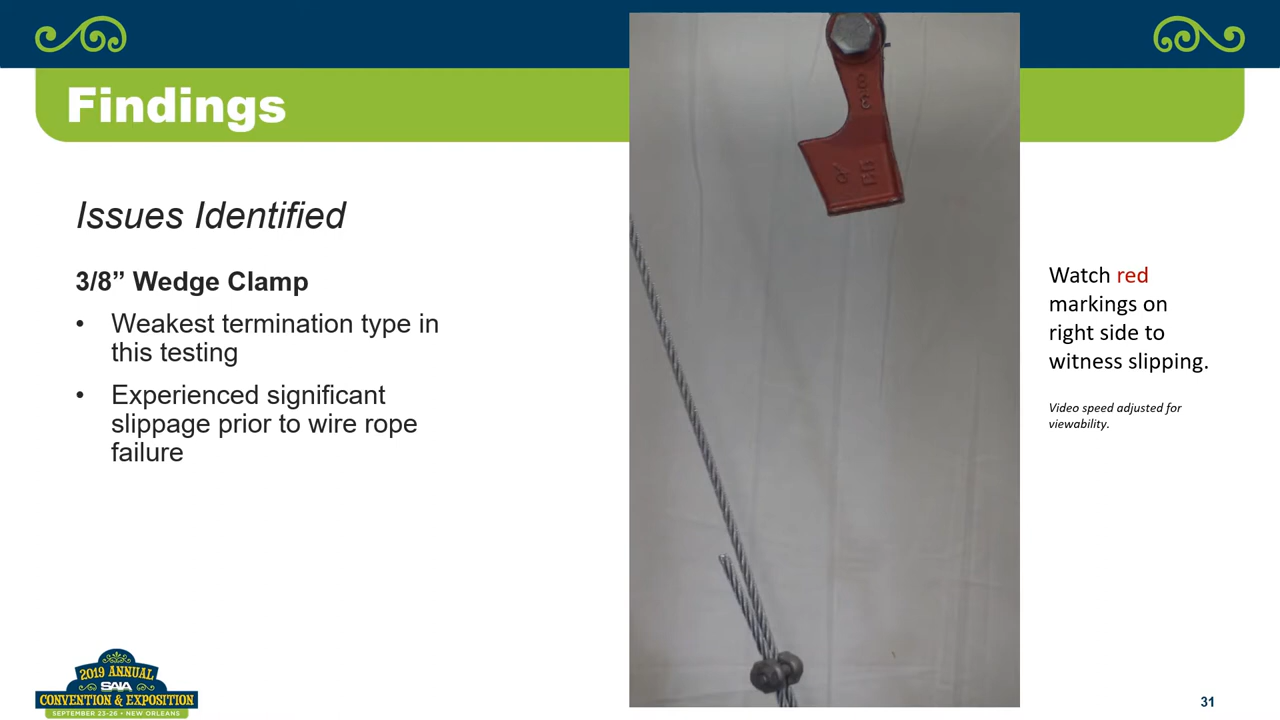 Findings
Issues Identified
3/8” Wedge Clamp
• Weakest termination type in
this testing
• Experienced significant
slippage prior to wire rope
failure
Watch red
markings on
right side to
witness slipping.
Video speed adjusted for
viewability.
2019 ANNUAL
SAIA
CONVENTION & EXPOSITION
SEPTEMBER 23-26 • NEW ORLEANS
31